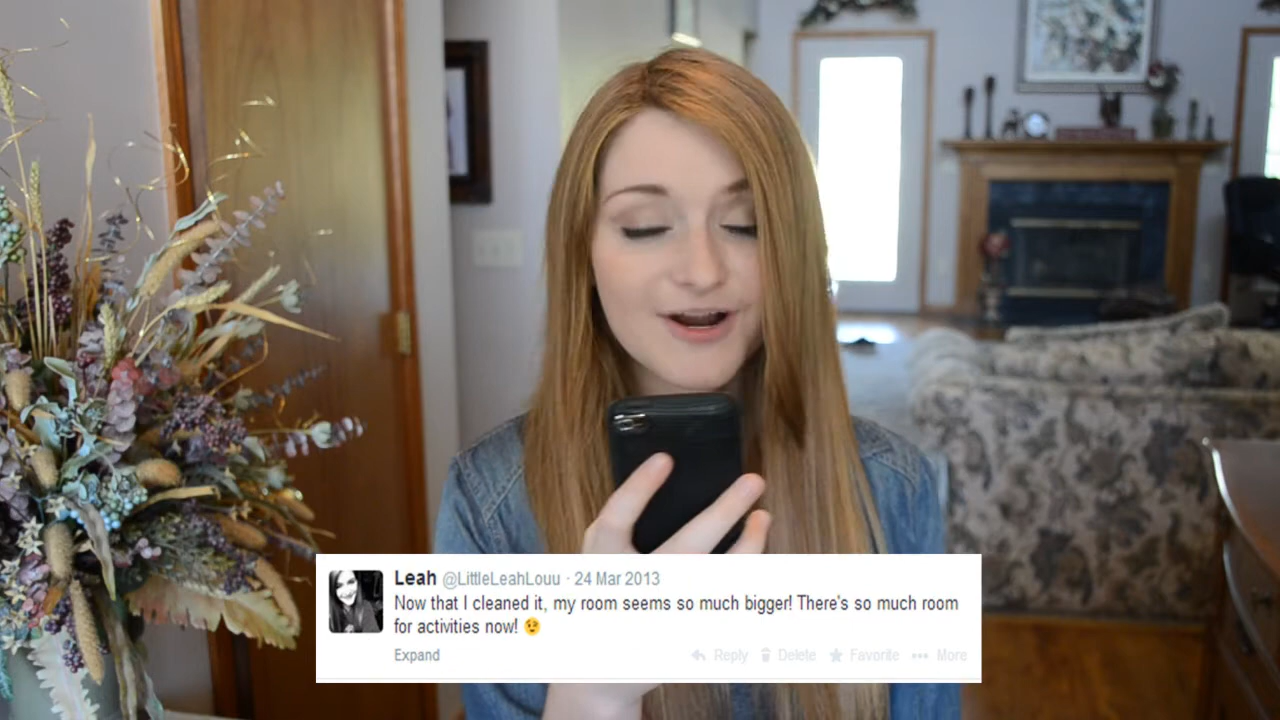 Leah @LittleLeahLouu · 24 Mar 2013
Now that I cleaned it, my room seems so much bigger! There's so much room
for activities now! 😉
Expand Reply Delete Favorite More